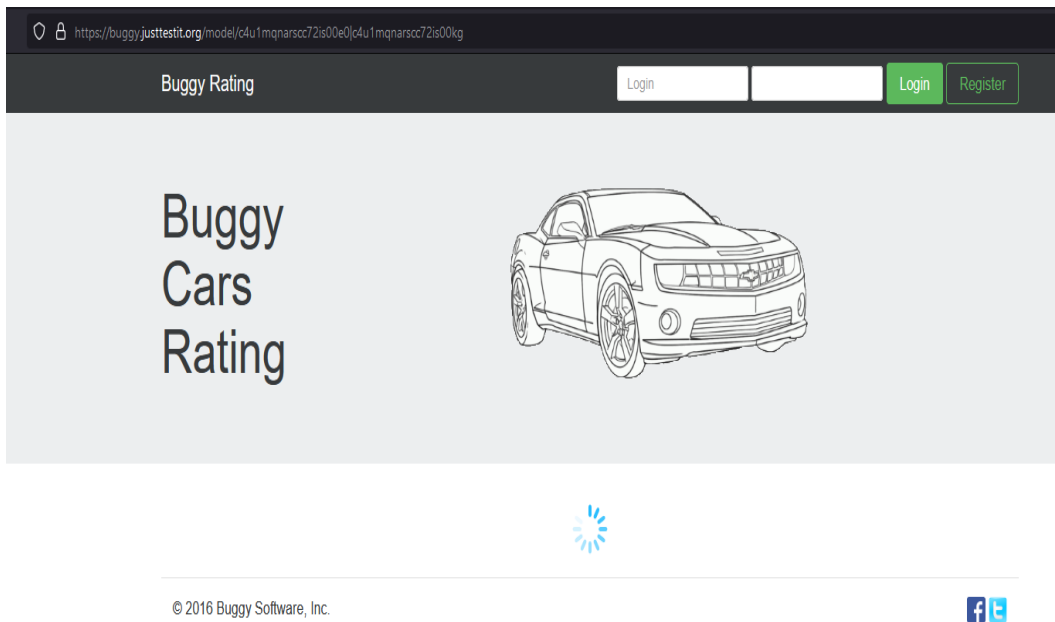 https://buggy.justtestit.org/model/c4u1mqnarscc72is00e0|c4u1mqnarscc72is00kg
Buggy Rating
Login
Login
Register
Buggy
Cars
Rating
© 2016 Buggy Software, Inc.